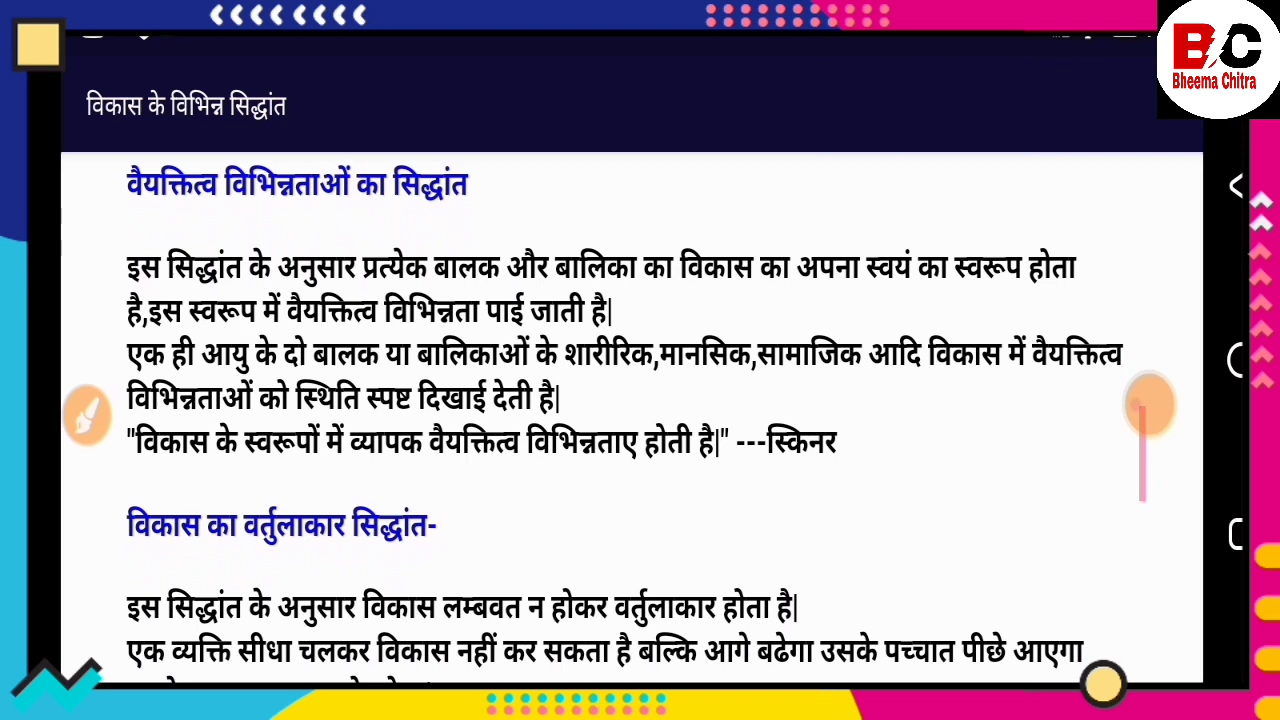 BC
Bheema Chitra
विकास के विभिन्न सिद्धांत
वैयक्तित्व विभिन्नताओं का सिद्धांत
इस सिद्धांत के अनुसार प्रत्येक बालक और बालिका का विकास का अपना स्वयं का स्वरूप होता
है,इस स्वरूप में वैयक्तित्व विभिन्नता पाई जाती है|
एक ही आयु के दो बालक या बालिकाओं के शारीरिक,मानसिक,सामाजिक आदि विकास में वैयक्तित्व
विभिन्नताओं को स्थिति स्पष्ट दिखाई देती है|
"विकास के स्वरूपों में व्यापक वैयक्तित्व विभिन्नताए होती है|" ---स्किनर
विकास का वर्तुलाकार सिद्धांत-
इस सिद्धांत के अनुसार विकास लम्बवत न होकर वर्तुलाकार होता है|
एक व्यक्ति सीधा चलकर विकास नहीं कर सकता है बल्कि आगे बढेगा उसके पच्चात पीछे आएगा